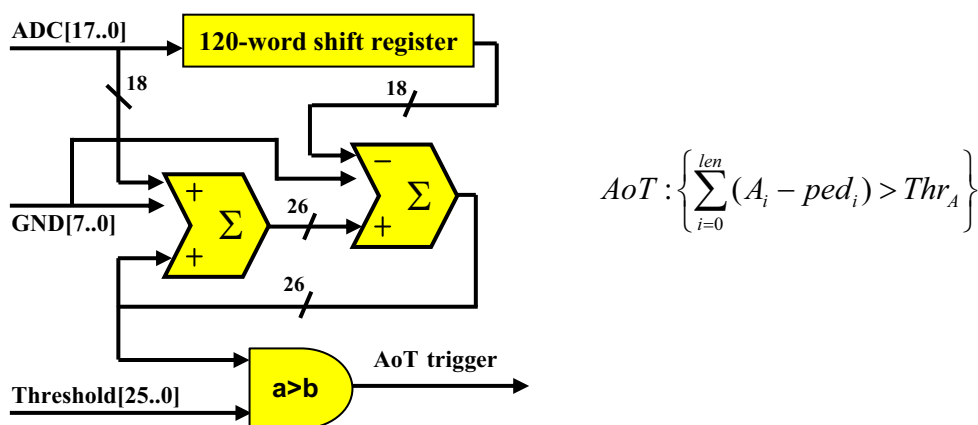 ADC[17..0]
120-word shift register
18
18
−
Σ
+
+
Σ
+
GND[7..0]
26
26
AoT trigger
a>b
Threshold[25..0]
AoT : { \sum_{i=0}^{len} (A_i − ped_i) > Thr_A }